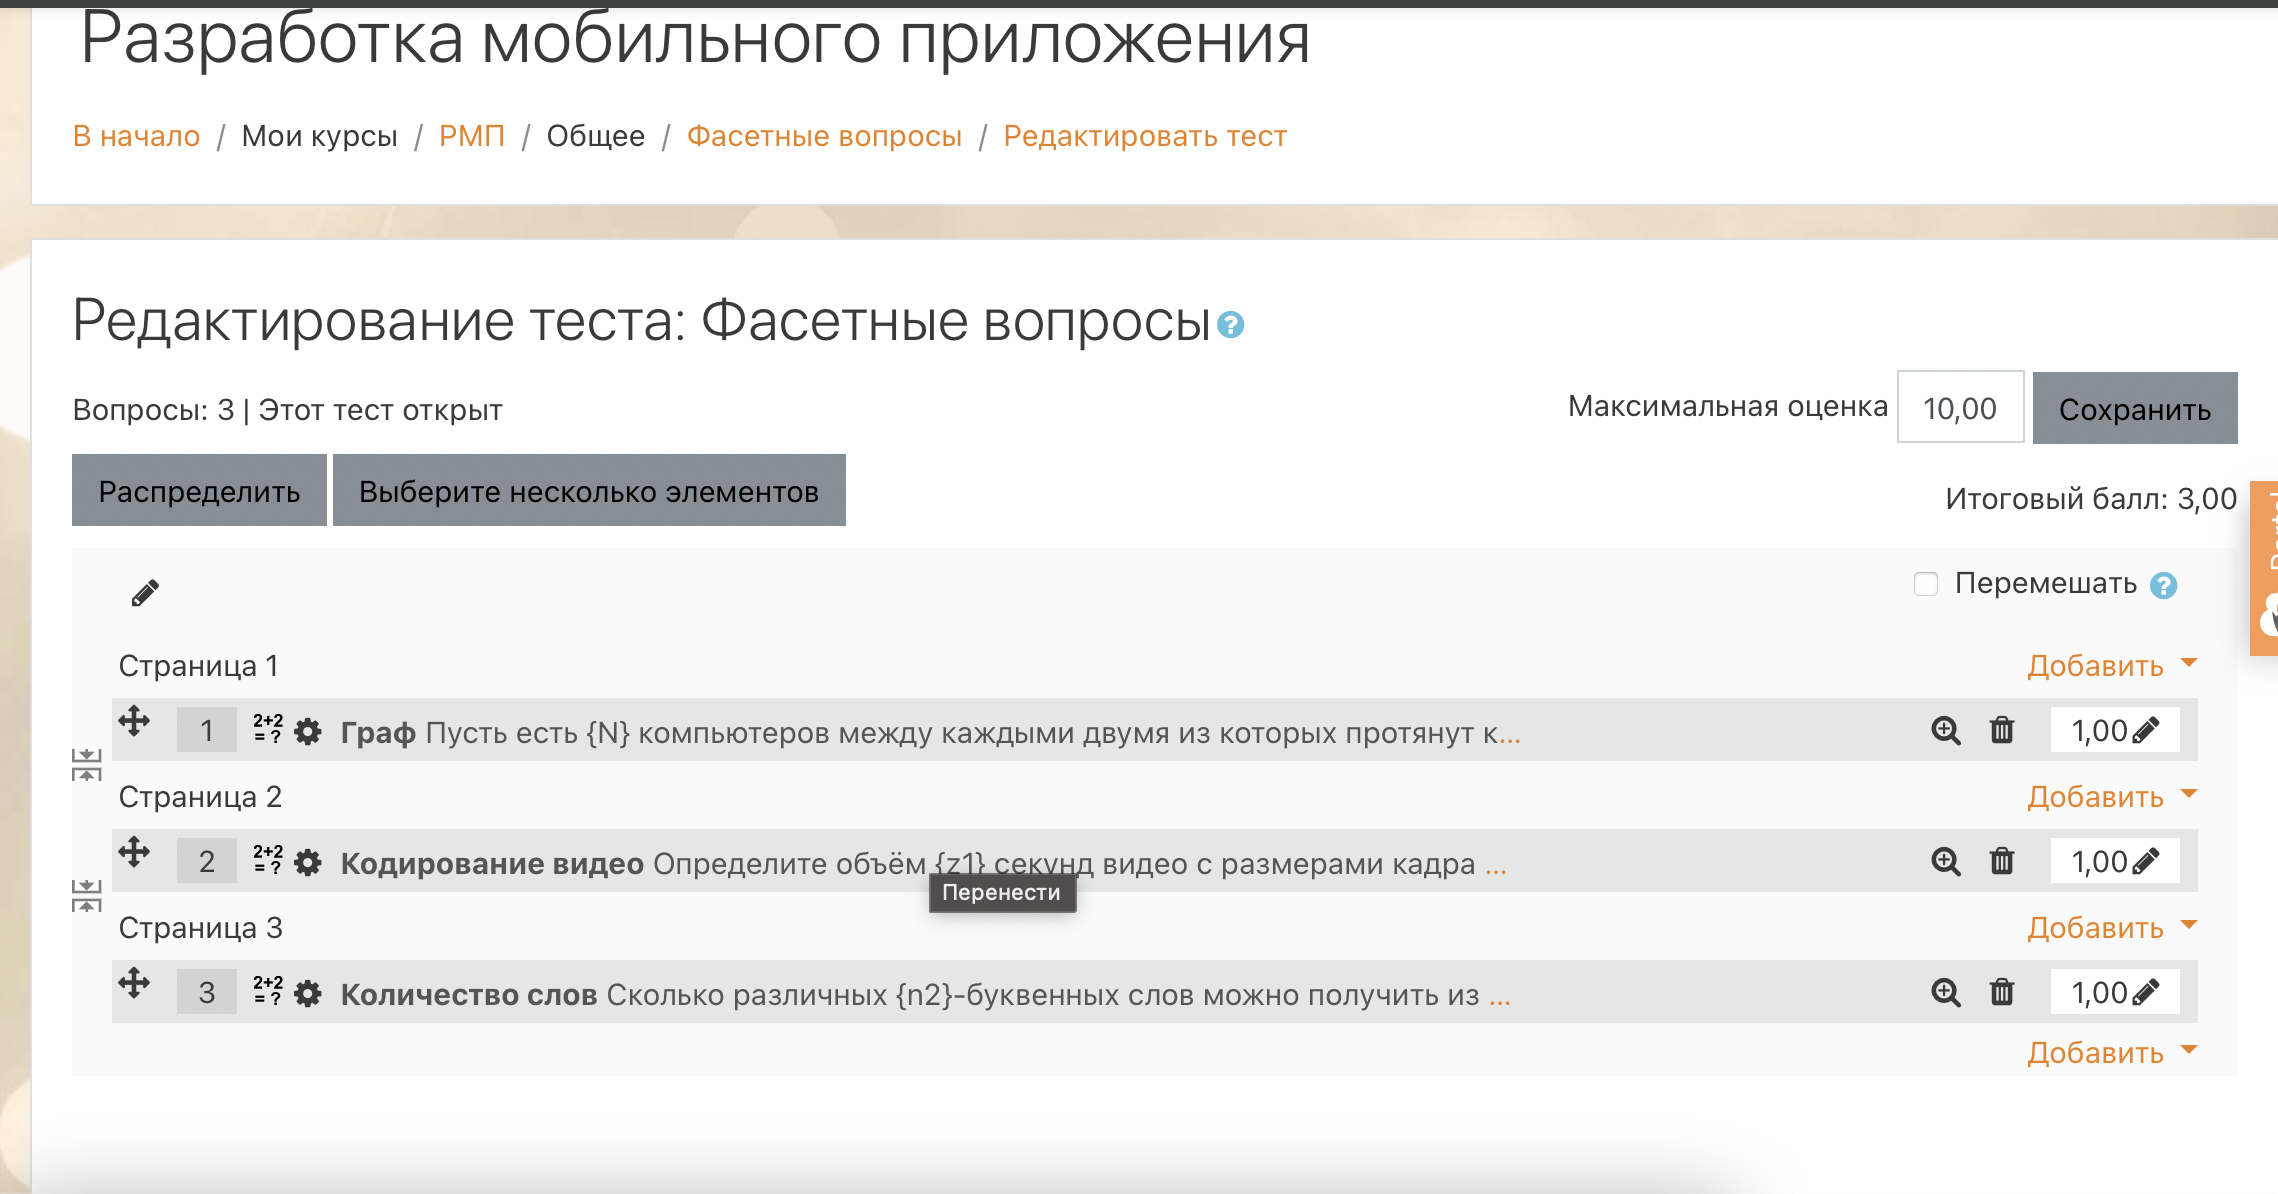 Разработка мобильного приложения
В начало / Мои курсы / РМП / Общее / Фасетные вопросы / Редактировать тест
Редактирование теста: Фасетные вопросы?
Вопросы: 3 | Этот тест открыт
Максимальная оценка 10,00 Сохранить
Распределить Выберите несколько элементов
Итоговый балл: 3,00
Перемешать ?
Страница 1 Добавить
1 2+2 = ? Граф Пусть есть {N} компьютеров между каждыми двумя из которых протянут к... 1,00
Страница 2 Добавить
2 2+2 = ? Кодирование видео Определите объём {z1} секунд видео с размерами кадра ... 1,00
Перенести
Страница 3 Добавить
3 2+2 = ? Количество слов Сколько различных {n2}-буквенных слов можно получить из ... 1,00
Добавить